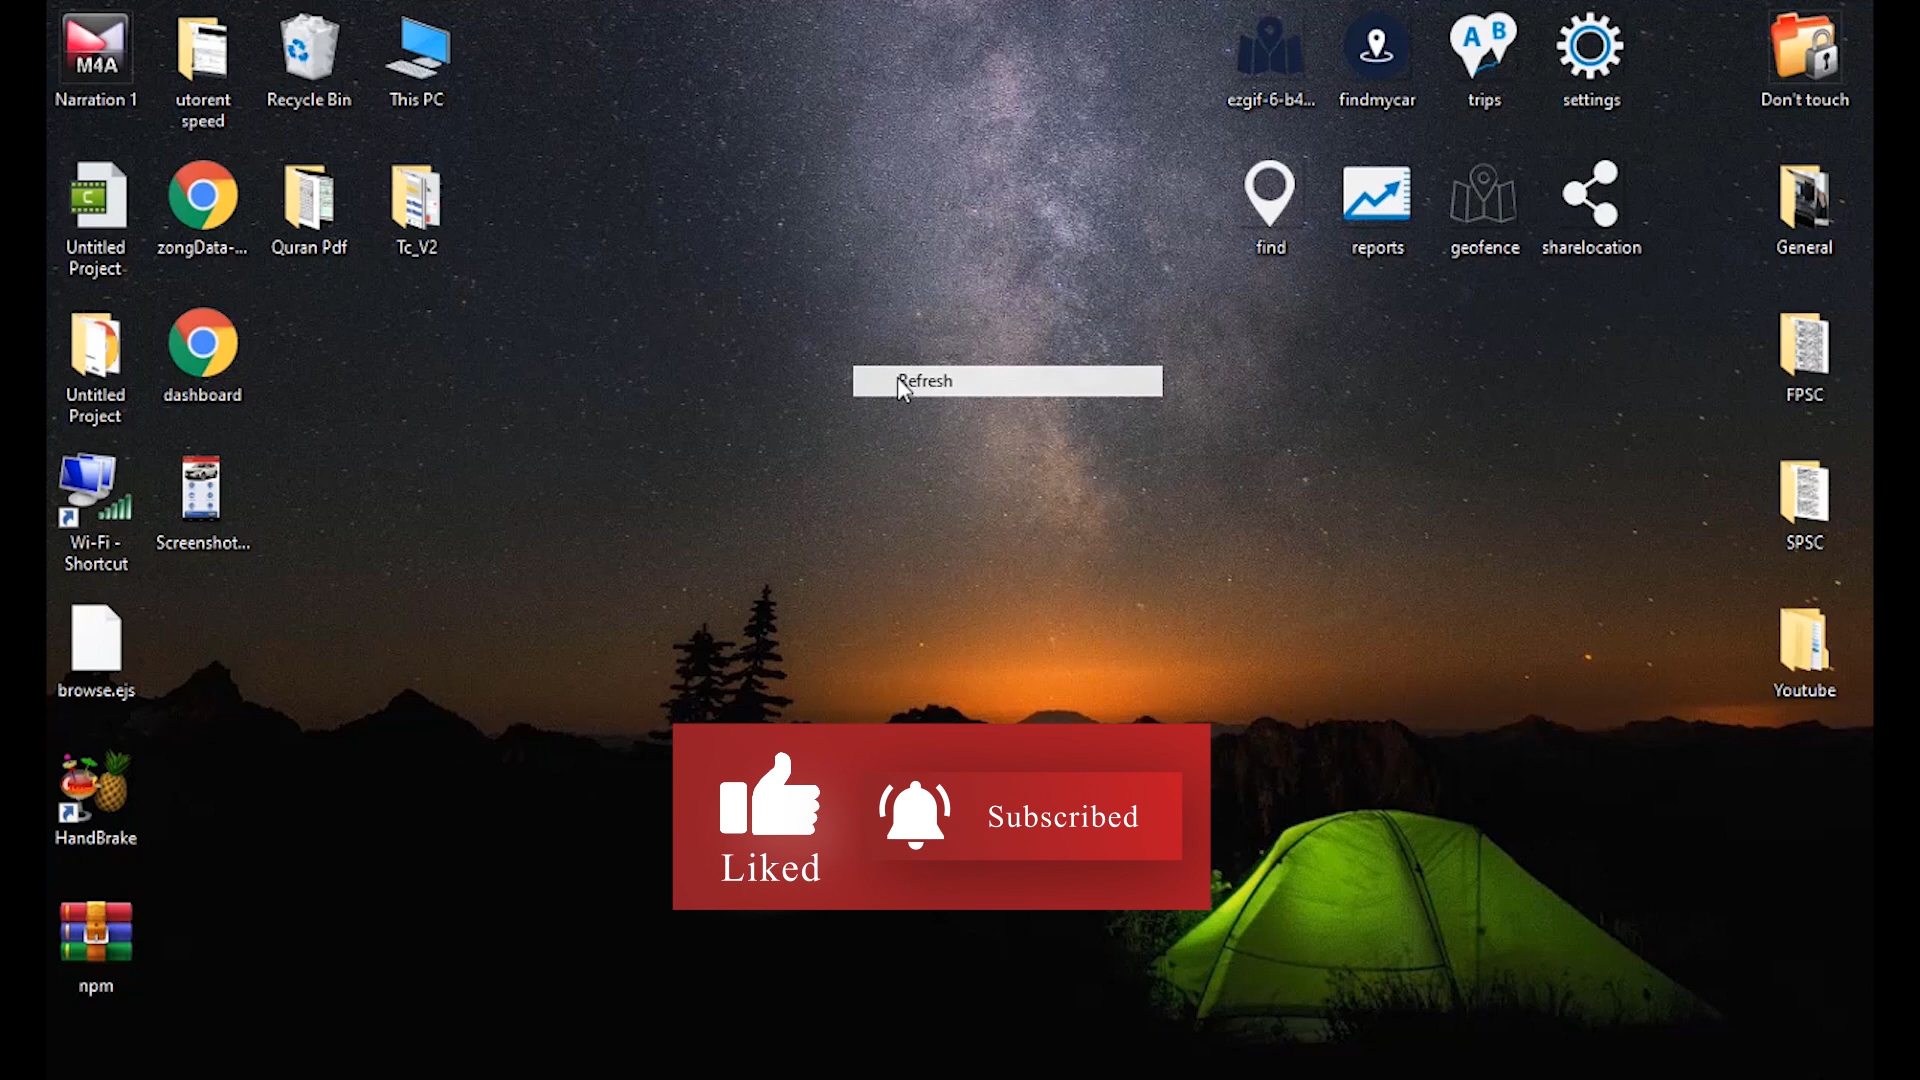 M4A
Narration 1
utorent
speed
Recycle Bin
This PC
ezgif-6-b4...
findmycar
A B
trips
settings
Don't touch
C
Untitled
Project
zongData-...
Quran Pdf
Tc_V2
find
reports
geofence
sharelocation
General
Untitled
Project
dashboard
Refresh
FPSC
Wi-Fi -
Shortcut
Screenshot...
SPSC
browse.ejs
Youtube
HandBrake
Liked
Subscribed
npm